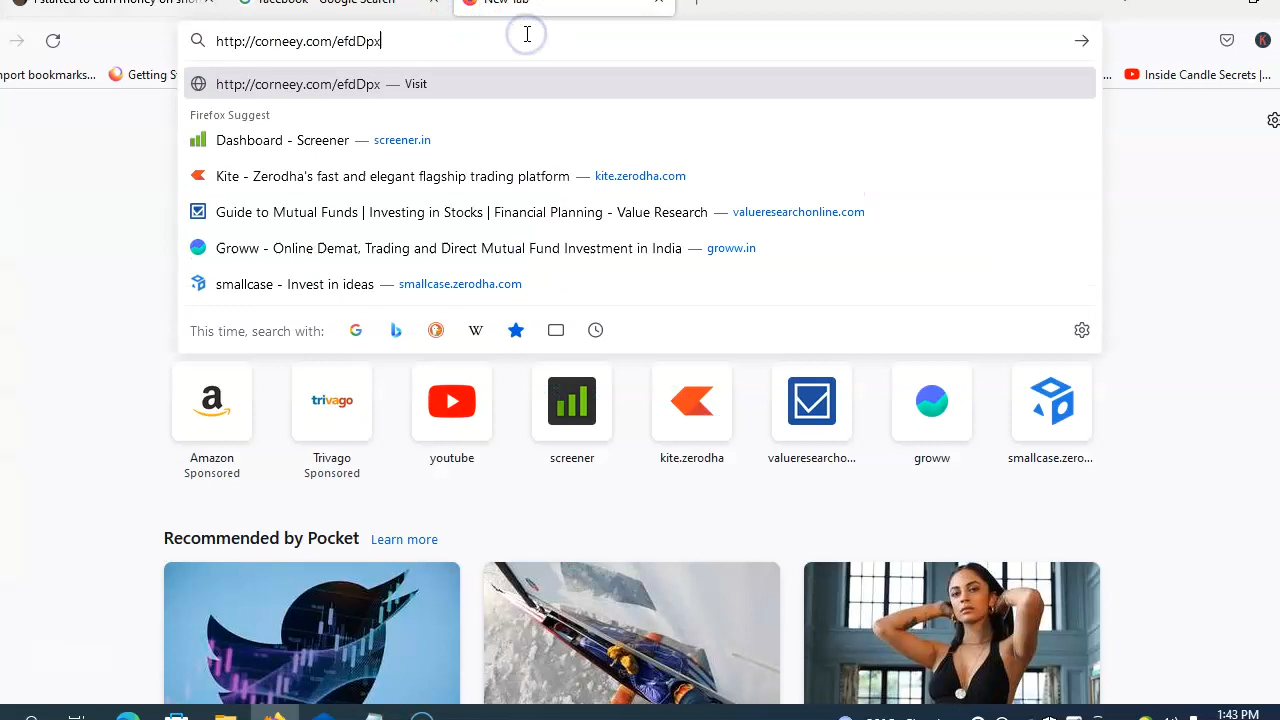 facebook - Google Search
New Tab
http://corneey.com/efdDpx
http://corneey.com/efdDpx — Visit
Firefox Suggest
Dashboard - Screener — screener.in
Kite - Zerodha's fast and elegant flagship trading platform — kite.zerodha.com
Guide to Mutual Funds | Investing in Stocks | Financial Planning - Value Research — valueresearchonline.com
Groww - Online Demat, Trading and Direct Mutual Fund Investment in India — groww.in
smallcase - Invest in ideas — smallcase.zerodha.com
This time, search with:
K
nport bookmarks...
Getting S
...
Inside Candle Secrets |...
trivago
Amazon
Sponsored
Trivago
Sponsored
youtube
screener
kite.zerodha
valueresearcho...
groww
smallcase.zero...
Recommended by Pocket
Learn more
1:43 PM